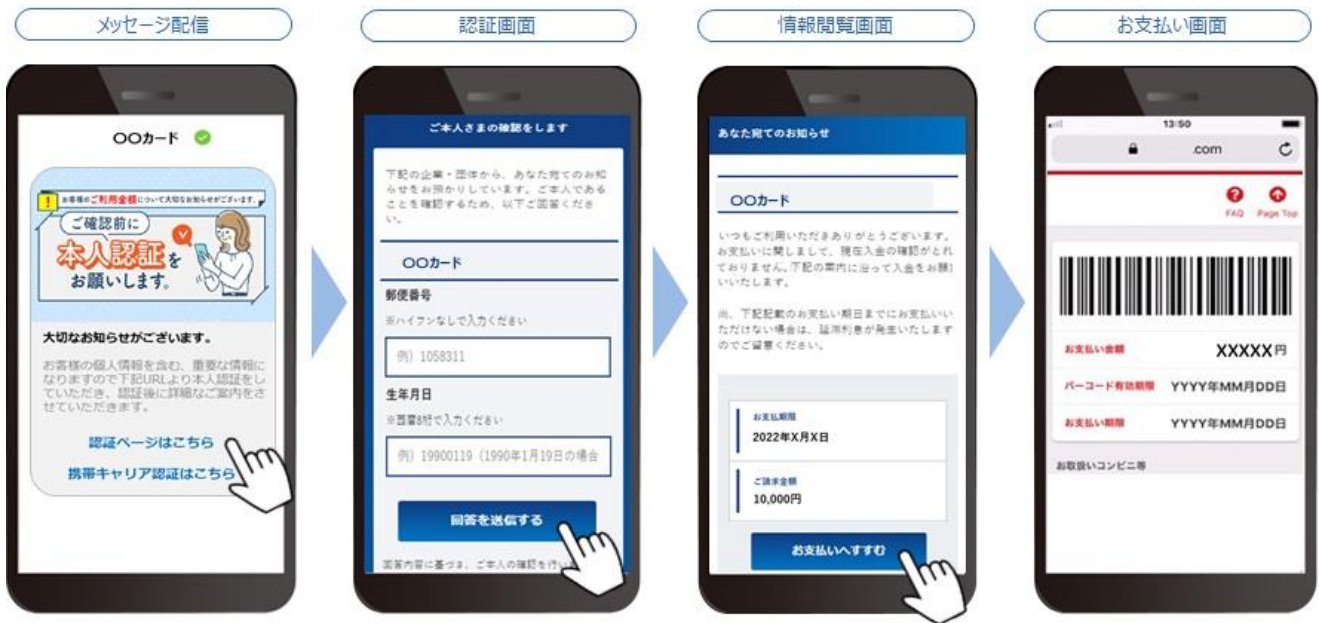 メッセージ配信
認証画面
情報閲覧画面
お支払い画面
〇〇カード
お客様のご利用金額について大切なお知らせがございます。
ご確認前に
本人認証を
お願いします。
大切なお知らせがございます。
お客様の個人情報を含む、重要な情報に
なりますので下記URLより本人認証をし
ていただき、認証後に詳細なご案内をさ
せていただきます。
認証ページはこちら
携帯キャリア認証はこちら
ご本人さまの確認をします
下記の企業・団体から、あなた宛てのお知
らせをお預かりしています。ご本人である
ことを確認するため、以下ご回答くださ
い。
〇〇カード
郵便番号
※ハイフンなしで入力ください
例）1058311
生年月日
※西暦8桁で入力ください
例）19900119（1990年1月19日の場合
回答を送信する
回答内容に基づき、ご本人の確認を行い
あなた宛てのお知らせ
〇〇カード
いつもご利用いただきありがとうございます。
お支払いに関しまして、現在入金の確認がとれ
ておりません。下記の案内に沿って入金をお願
いいたします。
尚、下記記載のお支払い期日までにお支払いい
ただけない場合は、延滞利息が発生いたします
のでご留意ください。
お支払期限
2022年X月X日
ご請求金額
10,000円
お支払いへすすむ
13:50
.com
FAQ
Page Top
お支払い金額 XXXXX円
バーコード有効期限 YYYY年MM月DD日
お支払い期限 YYYY年MM月DD日
お取扱いコンビニ等